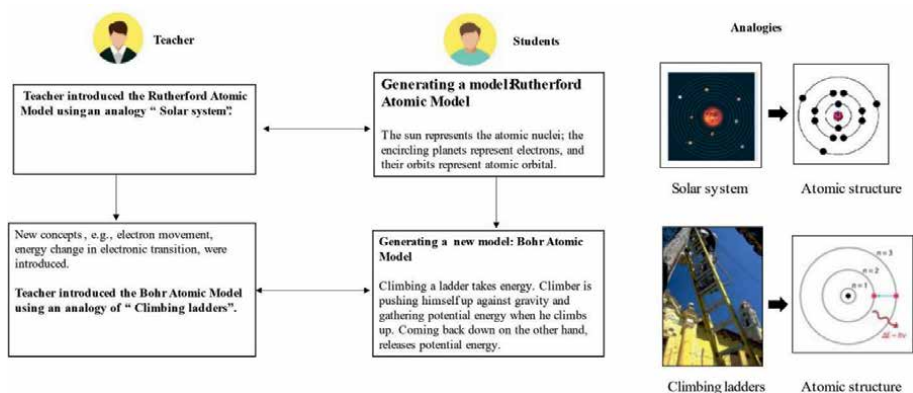 Teacher
Students
Analogies
Teacher introduced the Rutherford Atomic
Model using an analogy “ Solar system”.
Generating a model:Rutherford
Atomic Model
The sun represents the atomic nuclei; the
encircling planets represent electrons, and
their orbits represent atomic orbital.
Solar system
Atomic structure
New concepts , e.g., electron movement,
energy change in electronic transition, were
introduced.
Teacher introduced the Bohr Atomic Model
using an analogy of “ Climbing ladders”.
Generating a new model: Bohr Atomic
Model
Climbing a ladder takes energy. Climber is
pushing himself up against gravity and
gathering potential energy when he climbs
up. Coming back down on the other hand,
releases potential energy.
n = 3
n = 2
n = 1
ΔE = hν
Climbing ladders
Atomic structure